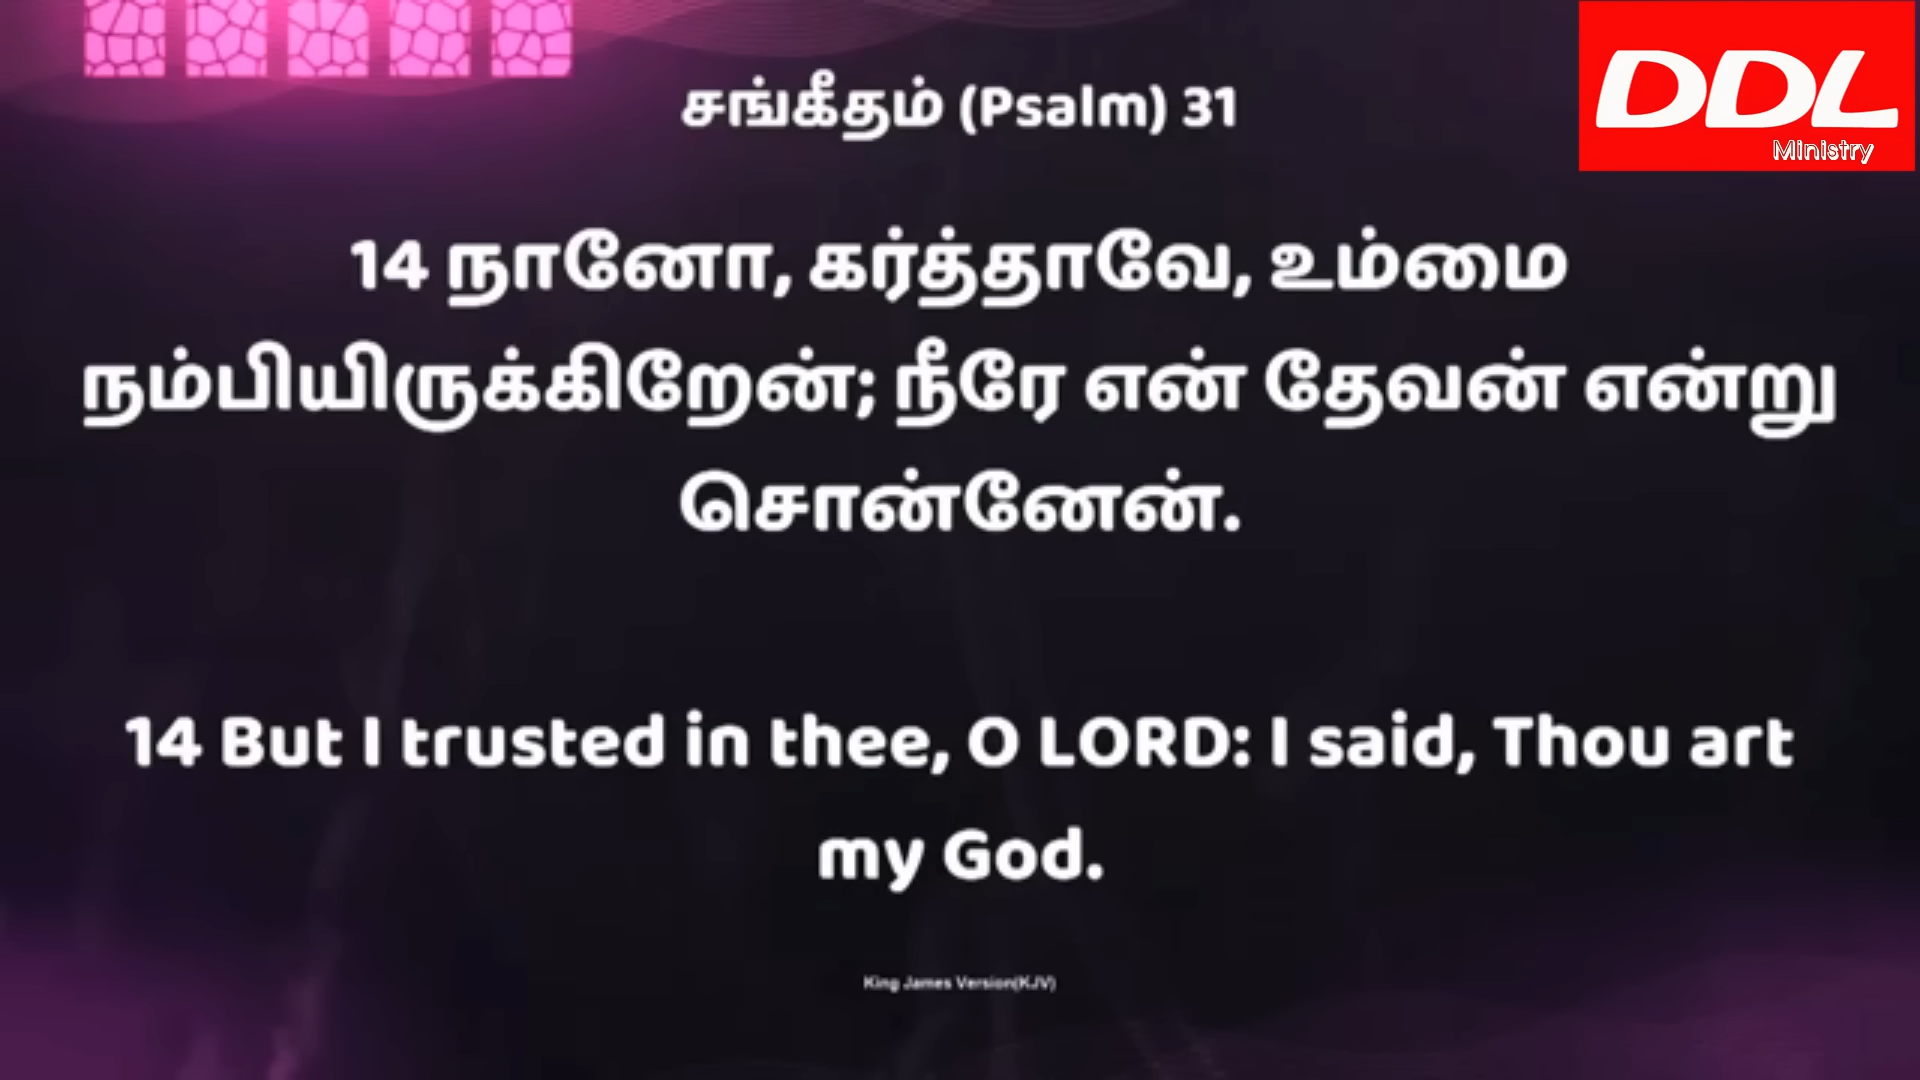 சங்கீதம் (Psalm) 31
DDL
Ministry
14 நானோ, கர்த்தாவே, உம்மை
நம்பியிருக்கிறேன்; நீரே என் தேவன் என்று
சொன்னேன்.
14 But I trusted in thee, O LORD: I said, Thou art
my God.
King James Version(KJV)